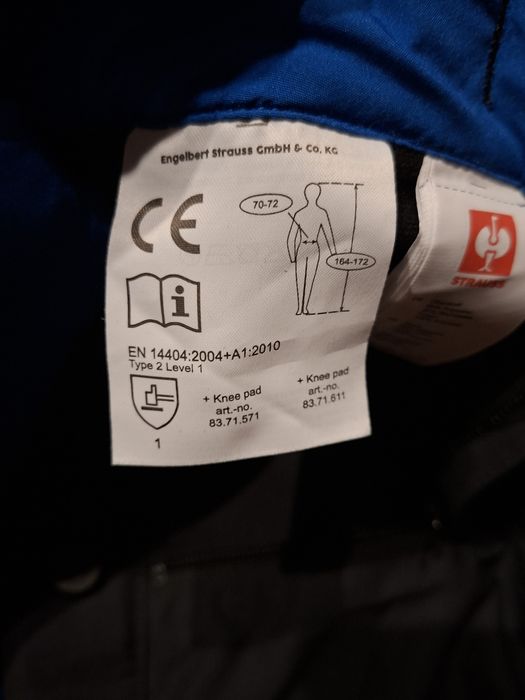 Engelbert Strauss GmbH & Co. KG
CE
70-72
164-172
i
EN 14404:2004+A1:2010
Type 2 Level 1
+ Knee pad
art.-no.
83.71.571
+ Knee pad
art.-no.
83.71.611
1
STRAUSS